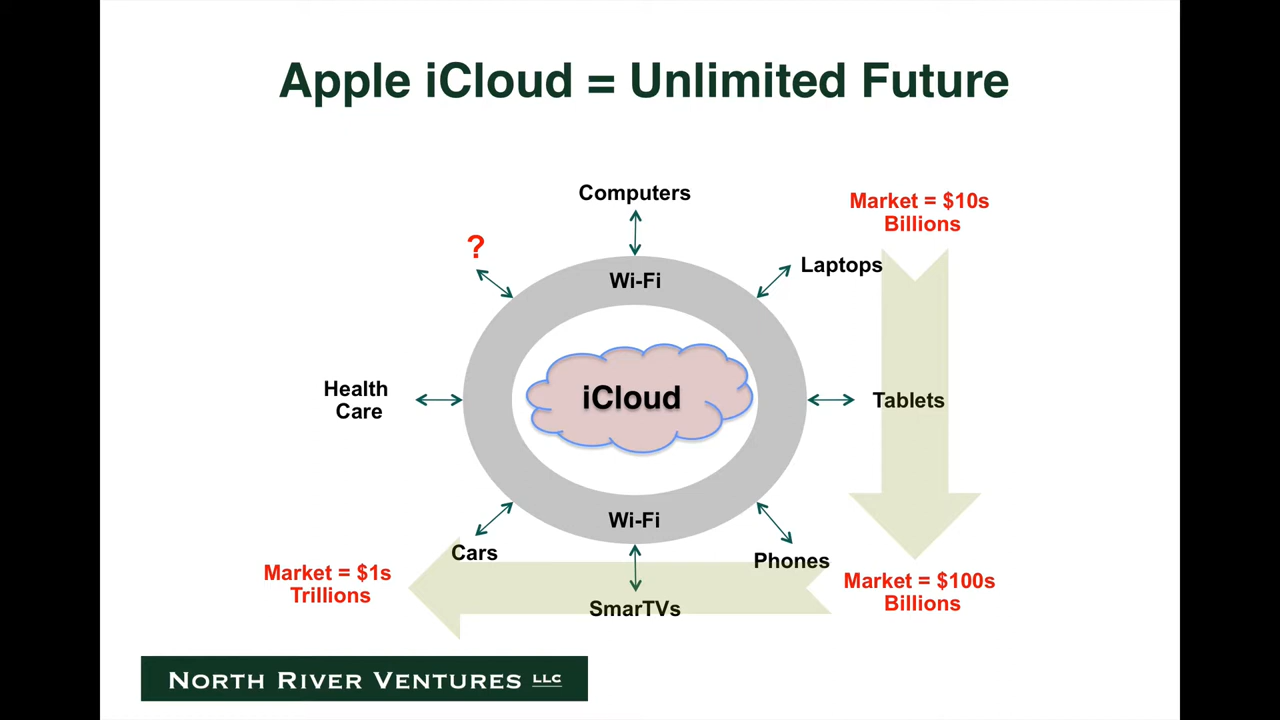 Apple iCloud = Unlimited Future
Computers
Market = $10s
Billions
?
Laptops
Wi-Fi
Health
Care
iCloud
Tablets
Wi-Fi
Cars
Phones
Market = $1s
Trillions
SmarTVs
Market = $100s
Billions
NORTH RIVER VENTURES LLC